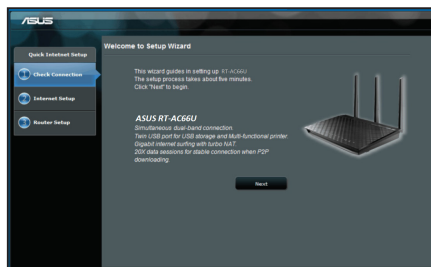 ASUS
Quick Internet Setup
Check Connection
Internet Setup
Router Setup
Welcome to Setup Wizard
This wizard guides in setting up RT-AC66U
The setup process takes about five minutes.
Click "Next" to begin.
ASUS RT-AC66U
Simultaneous dual-band connection.
Twin USB port for USB storage and Multi-functional printer.
Gigabit internet surfing with turbo NAT.
20X data sessions for stable connection when P2P
downloading.
Next